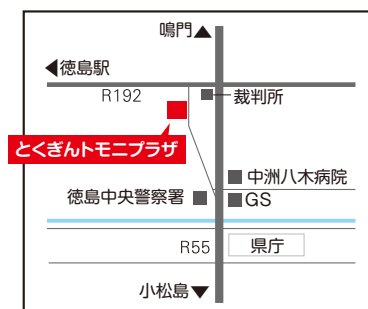 鳴門▲
◀徳島駅
R192
裁判所
とくぎんトモニプラザ
中洲八木病院
徳島中央警察署
GS
R55
県庁
小松島▼